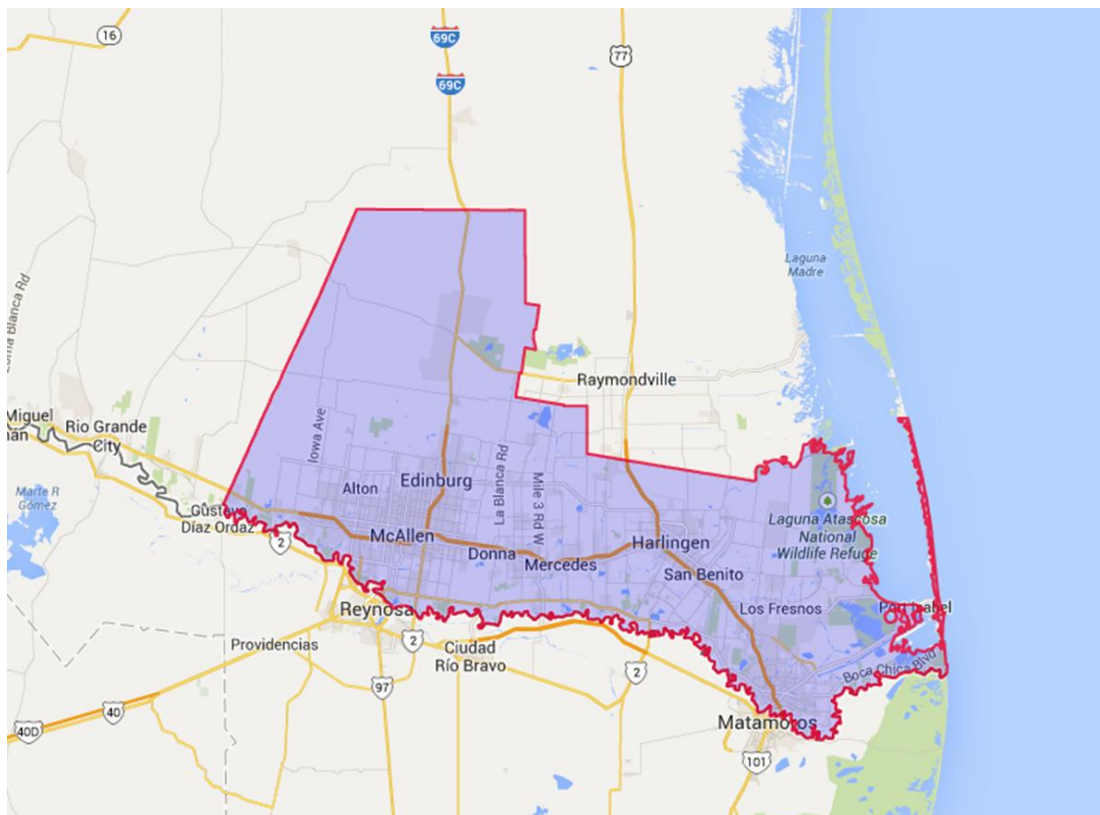 16
69C
77
69C
Laguna
Madre
Loma Blanca Rd
Raymondville
Miguel
Rio Grande
City
Iowa Ave
La Blanca Rd
Mile 3 Rd W
Edinburg
Alton
Marte R
Gómez
Gustavo
Díaz Ordaz
2
McAllen
Donna
Mercedes
Harlingen
Laguna Atascosa
National
Wildlife Refuge
San Benito
Los Fresnos
Port Isabel
Reynosa
Providencias
2
Ciudad
Río Bravo
2
Boca Chica Blvd
97
40
40D
Matamoros
101